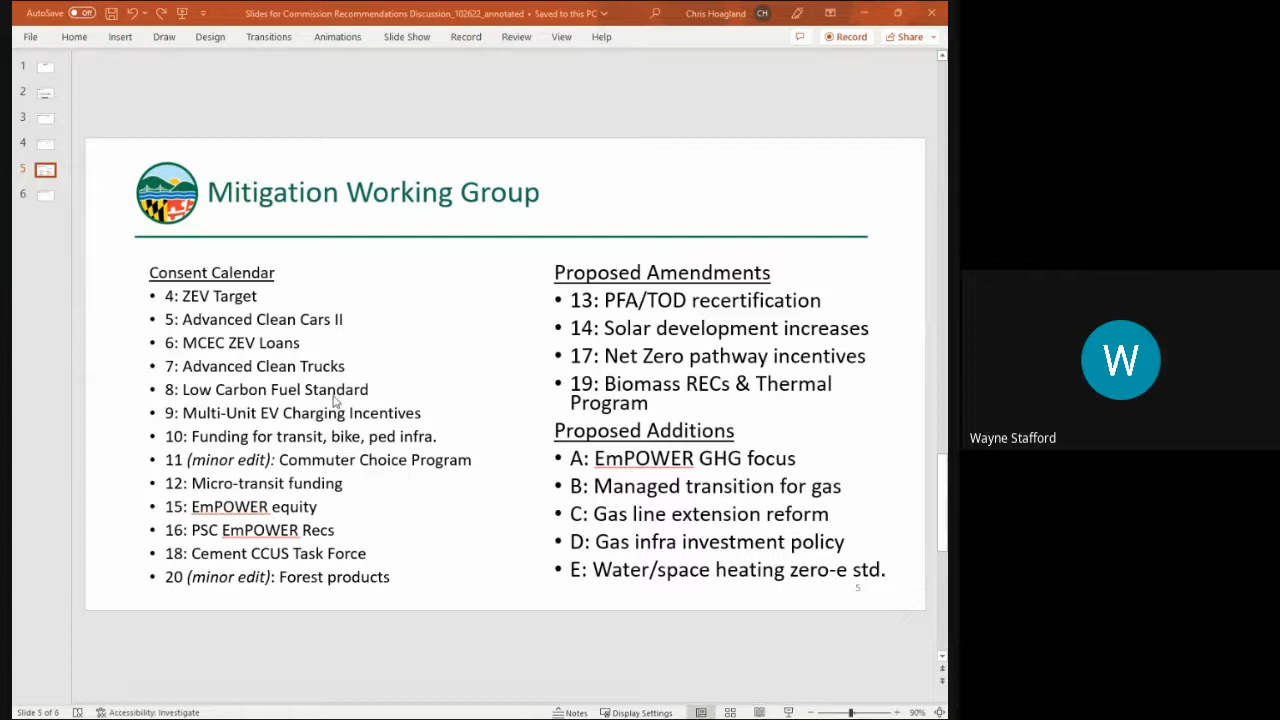 AutoSave Off Slides for Commission Recommendations Discussion_102622_annotated • Saved to this PC Chris Hoagland CH
File Home Insert Draw Design Transitions Animations Slide Show Record Review View Help Record Share
1
2
3
4
5
6
Mitigation Working Group
Consent Calendar
• 4: ZEV Target
• 5: Advanced Clean Cars II
• 6: MCEC ZEV Loans
• 7: Advanced Clean Trucks
• 8: Low Carbon Fuel Standard
• 9: Multi-Unit EV Charging Incentives
• 10: Funding for transit, bike, ped infra.
• 11 (minor edit): Commuter Choice Program
• 12: Micro-transit funding
• 15: EmPOWER equity
• 16: PSC EmPOWER Recs
• 18: Cement CCUS Task Force
• 20 (minor edit): Forest products
Proposed Amendments
• 13: PFA/TOD recertification
• 14: Solar development increases
• 17: Net Zero pathway incentives
• 19: Biomass RECs & Thermal
Program
Proposed Additions
• A: EmPOWER GHG focus
• B: Managed transition for gas
• C: Gas line extension reform
• D: Gas infra investment policy
• E: Water/space heating zero-e std.
5
W
Wayne Stafford
Slide 5 of 6 Accessibility: Investigate Notes Display Settings 90%